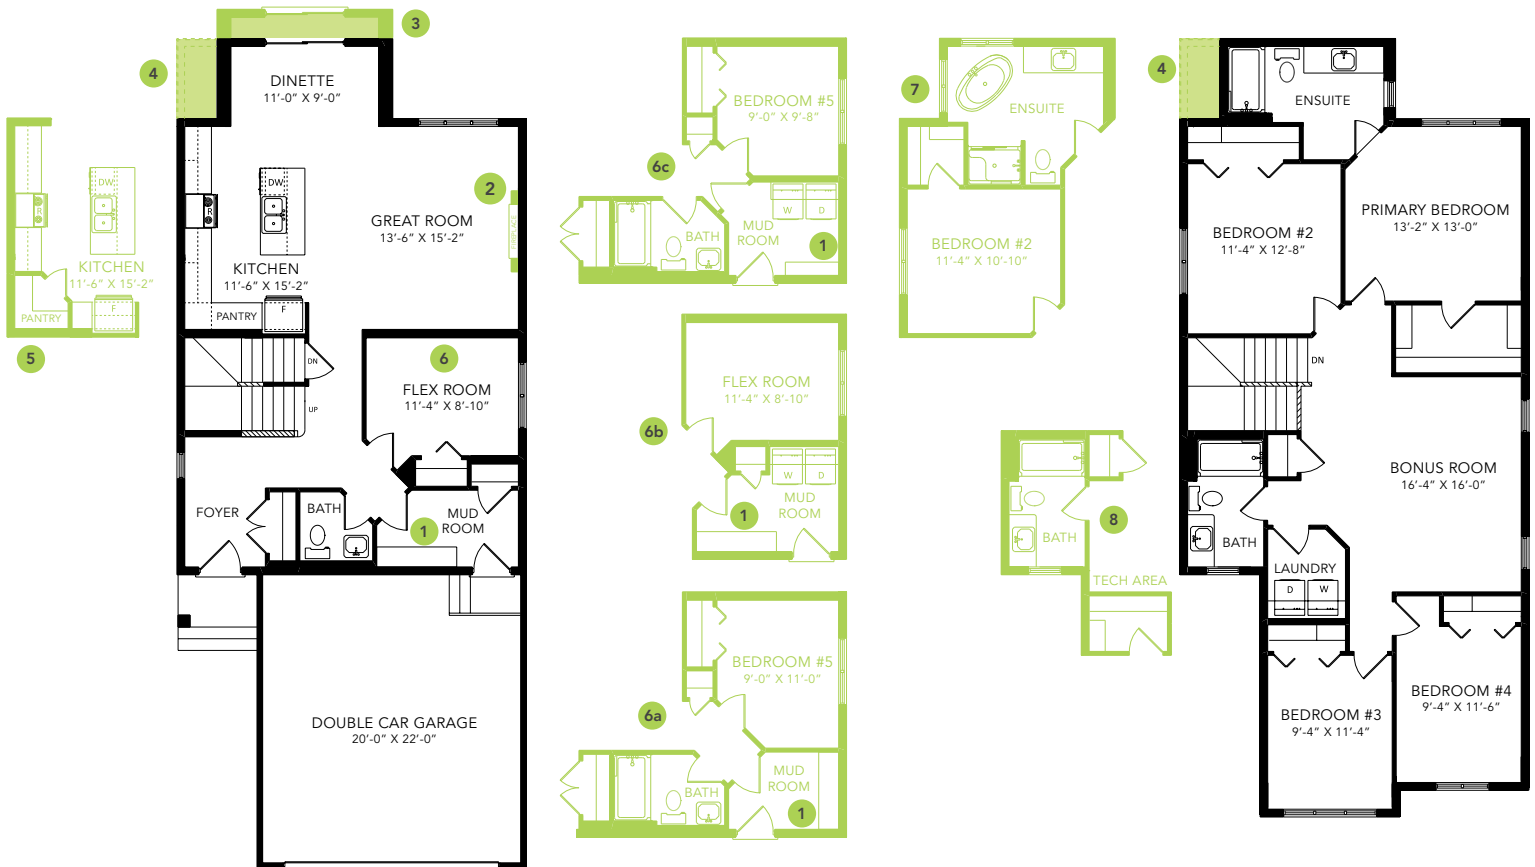 3
4
DINETTE
11'-0" X 9'-0"
DW
R
KITCHEN
11'-6" X 15'-2"
PANTRY
F
5
DW
R
KITCHEN
11'-6" X 15'-2"
PANTRY
F
2
FIREPLACE
GREAT ROOM
13'-6" X 15'-2"
DN
UP
6
FLEX ROOM
11'-4" X 8'-10"
FOYER
BATH
1
MUD
ROOM
DOUBLE CAR GARAGE
20'-0" X 22'-0"
BEDROOM #5
9'-0" X 9'-8"
6c
W
D
BATH
MUD
ROOM
1
FLEX ROOM
11'-4" X 8'-10"
6b
W
D
MUD
ROOM
1
BEDROOM #5
9'-0" X 11'-0"
6a
BATH
MUD
ROOM
1
7
ENSUITE
BEDROOM #2
11'-4" X 10'-10"
8
BATH
TECH AREA
4
ENSUITE
PRIMARY BEDROOM
13'-2" X 13'-0"
BEDROOM #2
11'-4" X 12'-8"
DN
BONUS ROOM
16'-4" X 16'-0"
BATH
LAUNDRY
D
W
BEDROOM #3
9'-4" X 11'-4"
BEDROOM #4
9'-4" X 11'-6"